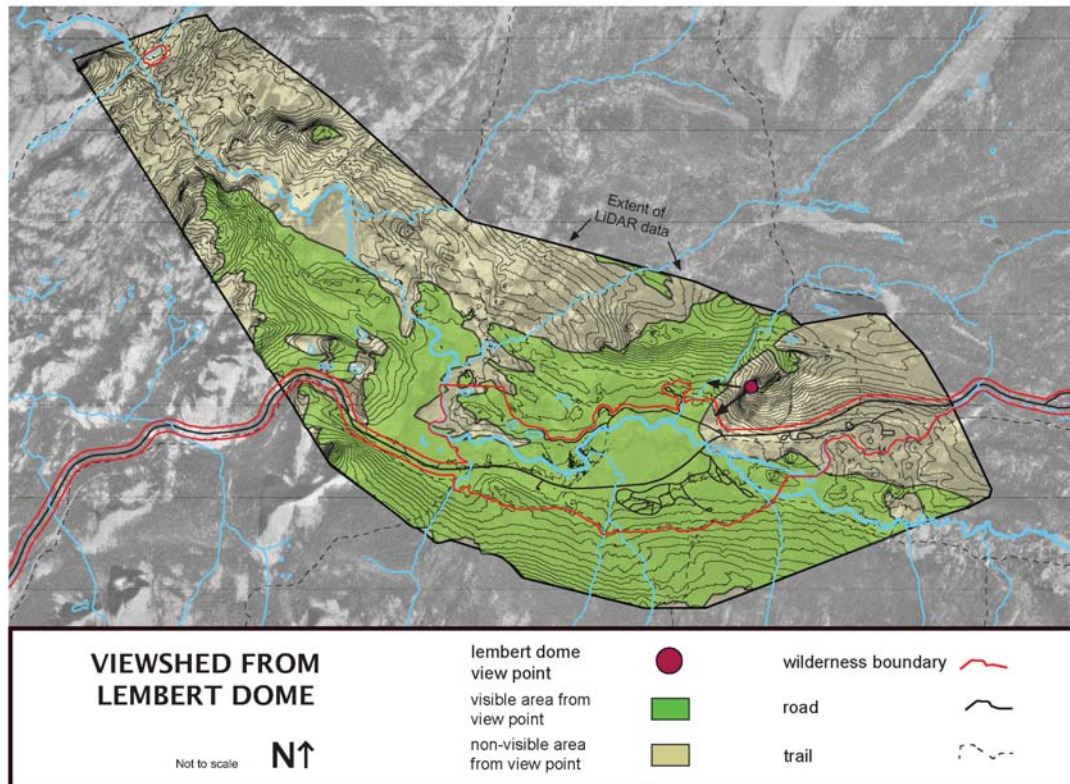 Extent of
LiDAR data
VIEWSHED FROM
LEMBERT DOME
Not to scale N↑
lembert dome
view point
visible area from
view point
non-visible area
from view point
wilderness boundary
road
trail